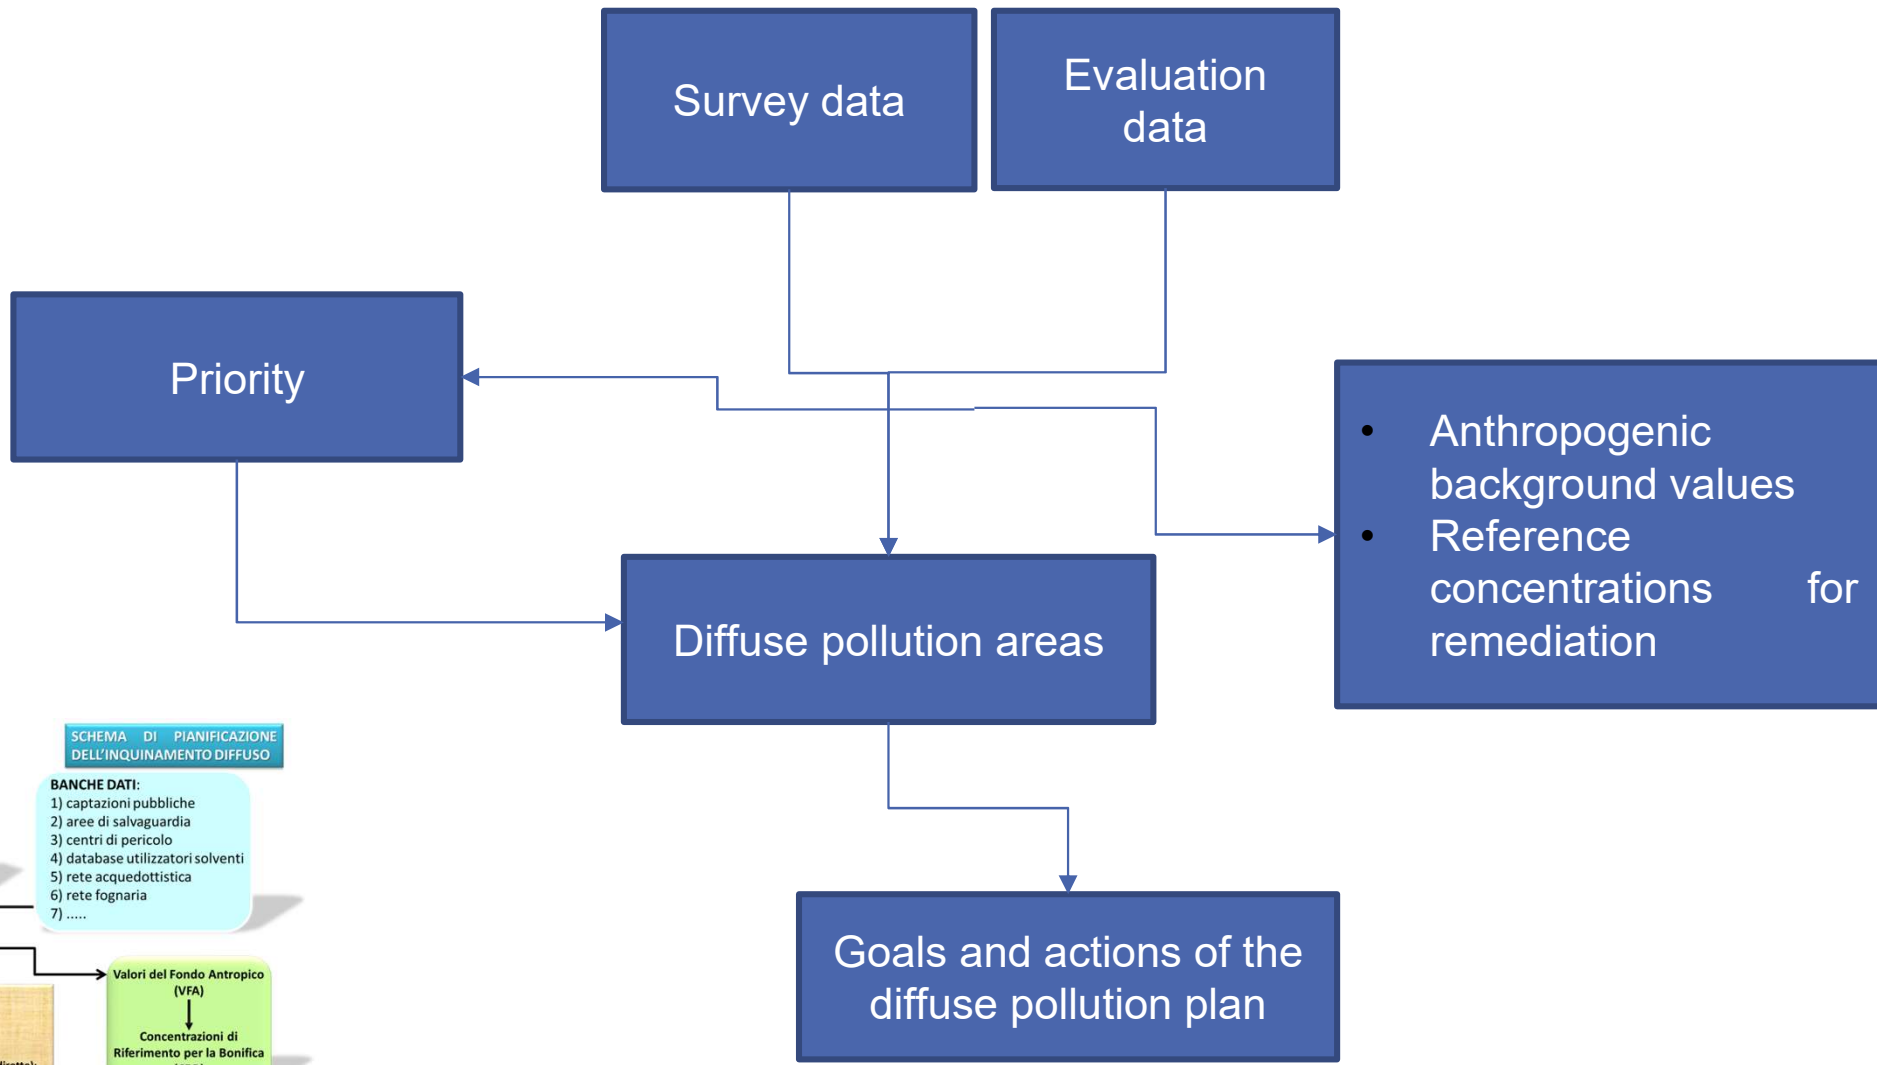 Survey data
Evaluation
data
Priority
• Anthropogenic
background values
• Reference
concentrations for
remediation
Diffuse pollution areas
Goals and actions of the
diffuse pollution plan
SCHEMA DI PIANIFICAZIONE
DELL'INQUINAMENTO DIFFUSO
BANCHE DATI:
1) captazioni pubbliche
2) aree di salvaguardia
3) centri di pericolo
4) database utilizzatori solventi
5) rete acquedottistica
6) rete fognaria
7) .....
Valori del Fondo Antropico
(VFA)
Concentrazioni di
Riferimento per la Bonifica